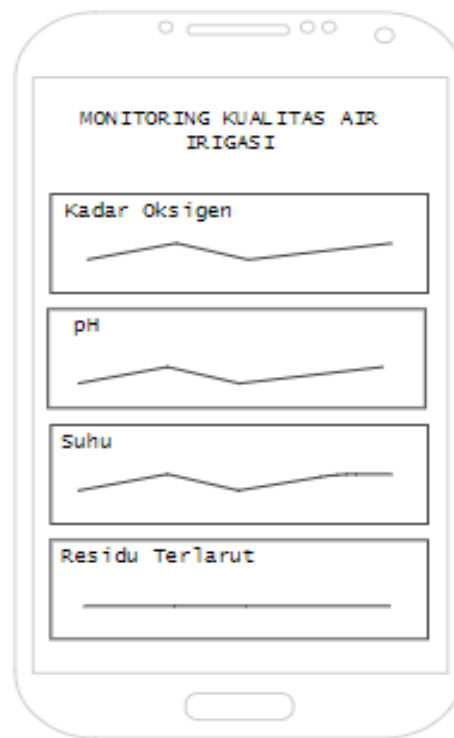 MONITORING KUALITAS AIR
IRIGASI
Kadar Oksigen
pH
Suhu
Residu Terlarut